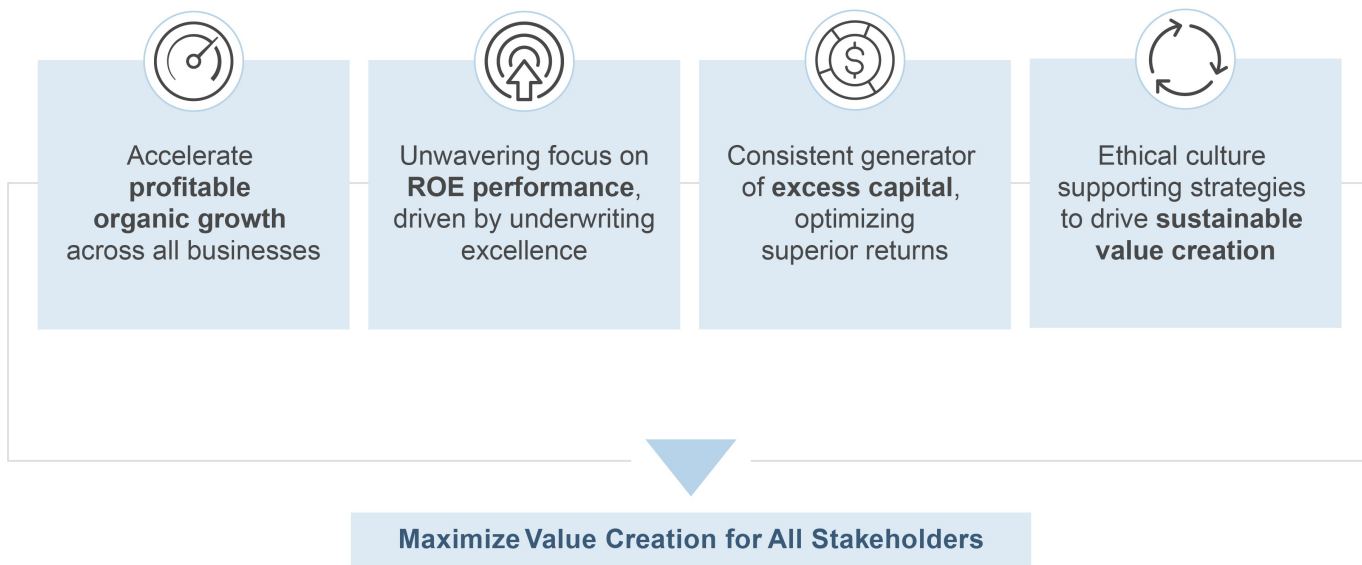 $
Accelerate
profitable
organic growth
across all businesses
Unwavering focus on
ROE performance,
driven by underwriting
excellence
Consistent generator
of excess capital,
optimizing
superior returns
Ethical culture
supporting strategies
to drive sustainable
value creation
Maximize Value Creation for All Stakeholders